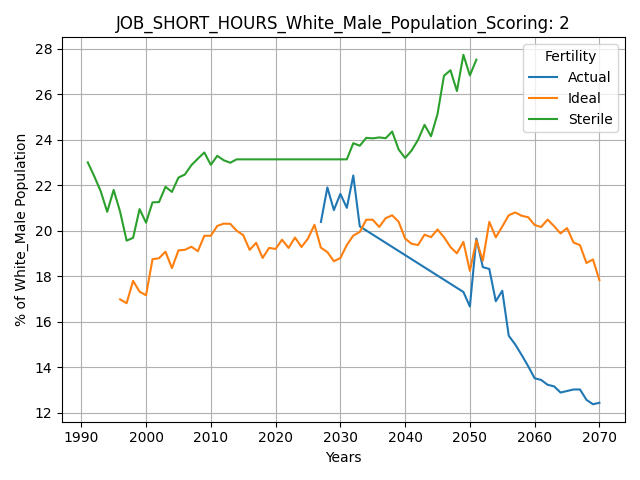 JOB_SHORT_HOURS_White_Male_Population_Scoring: 2
Fertility
Actual
Ideal
Sterile
% of White_Male Population
28
26
24
22
20
18
16
14
12
1990 2000 2010 2020 2030 2040 2050 2060 2070
Years